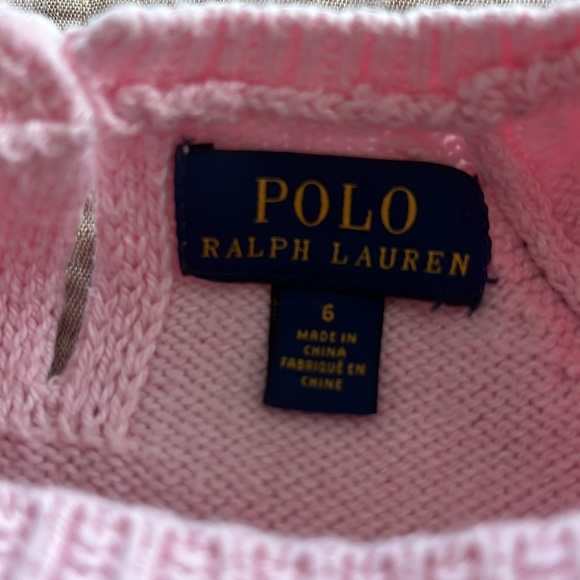 POLO
RALPH LAUREN
6
MADE IN
CHINA
FABRIQUÉ EN
CHINE